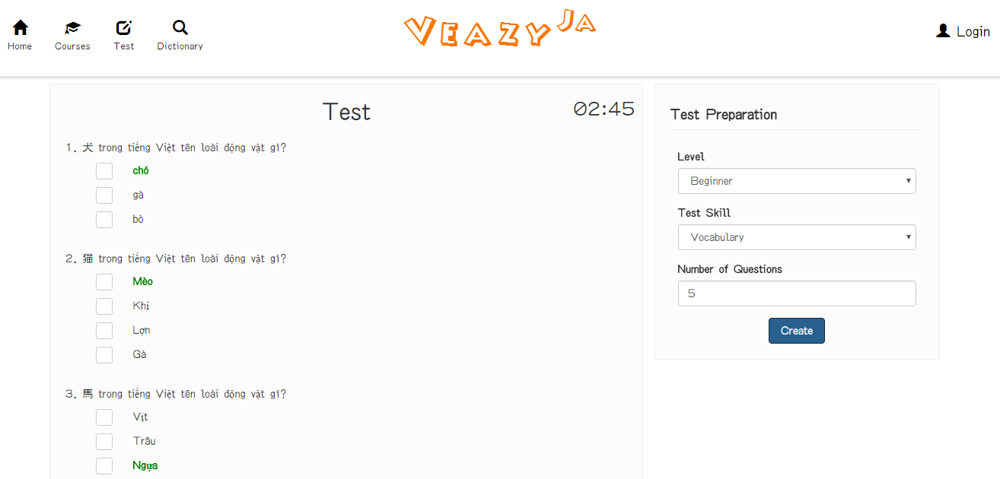 Home Courses Test Dictionary
VEAZY JA
Login
Test 02:45
1. 犬 trong tiếng Việt tên loài động vật gì?
chó
gà
bò
2. 猫 trong tiếng Việt tên loài động vật gì?
Mèo
Khỉ
Lợn
Gà
3. 馬 trong tiếng Việt tên loài động vật gì?
Vịt
Trâu
Ngựa
Test Preparation
Level
Beginner
Test Skill
Vocabulary
Number of Questions
5
Create